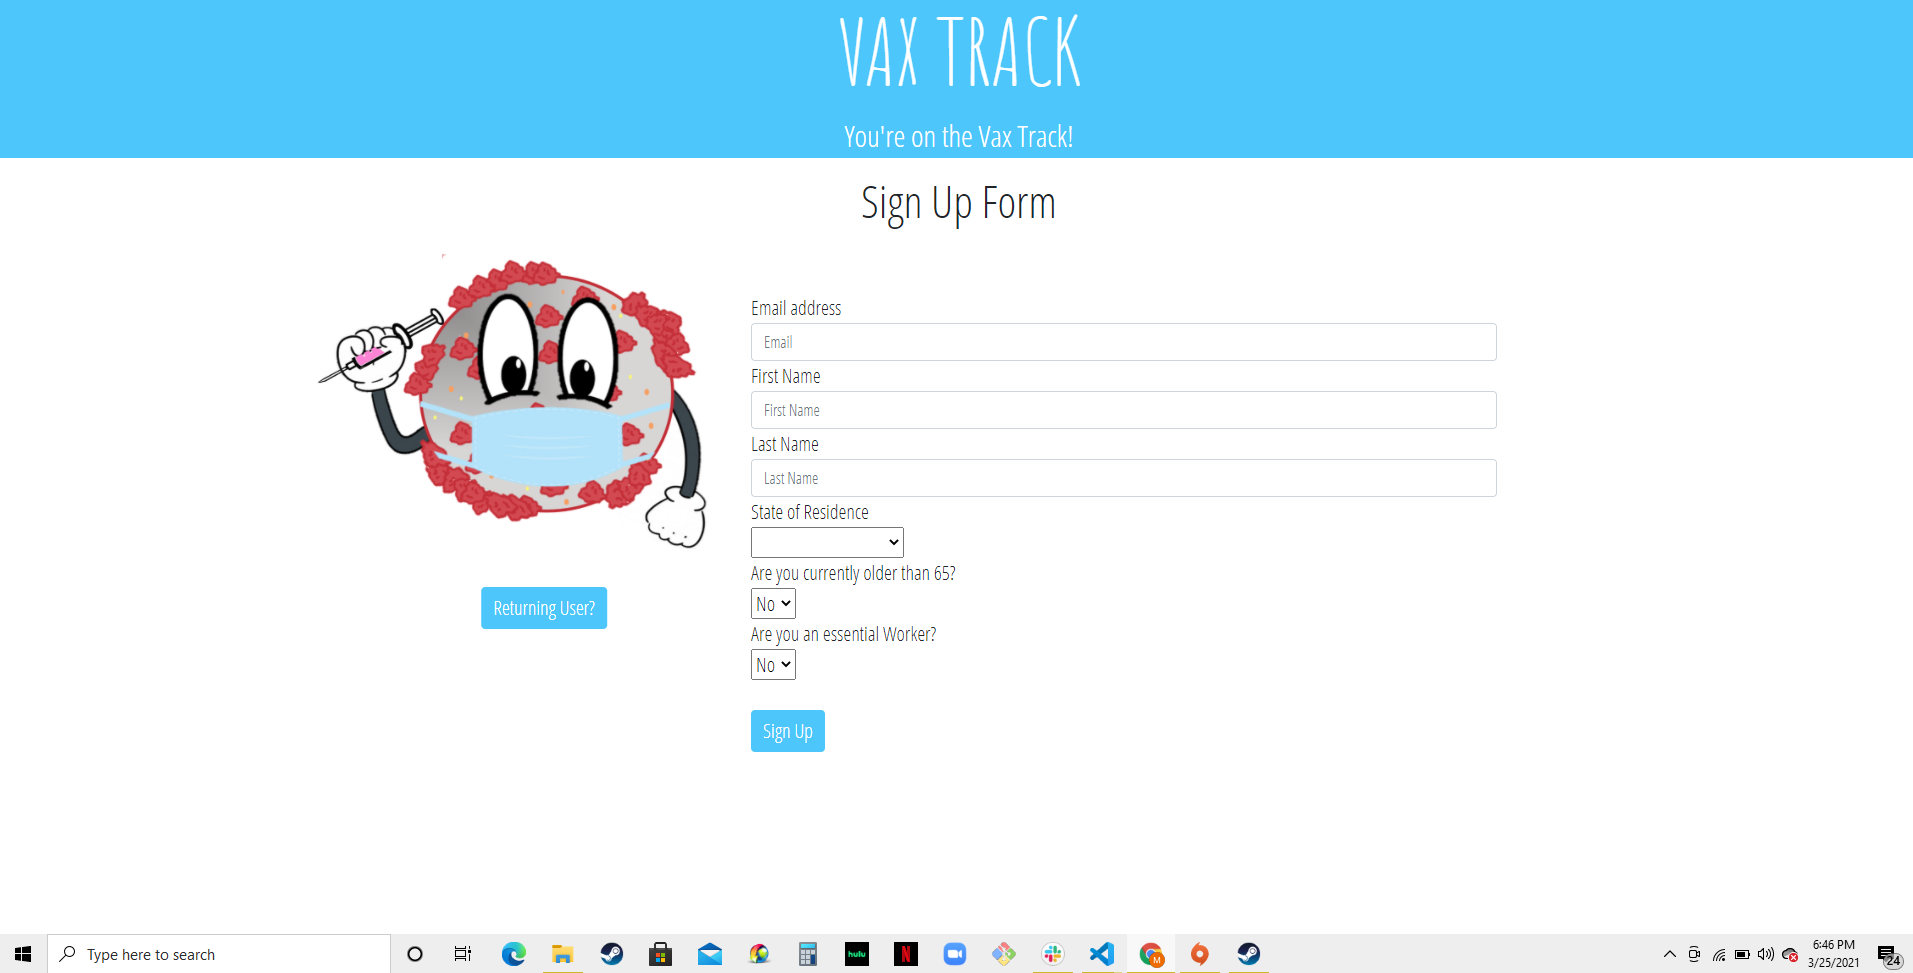 VAX TRACK
You're on the Vax Track!
Sign Up Form
Email address
Email
First Name
First Name
Last Name
Last Name
State of Residence
Are you currently older than 65?
No
Are you an essential Worker?
No
Sign Up
Returning User?
Type here to search
hulu
N
M
6:46 PM
3/25/2021
24